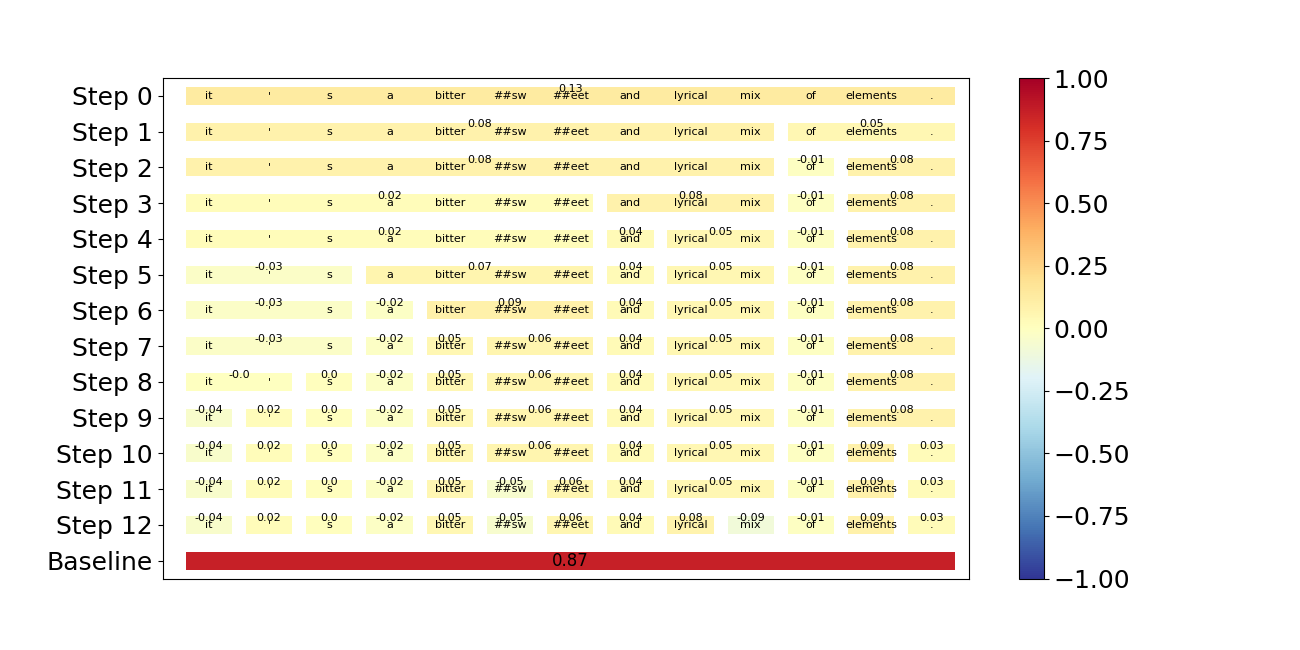 0.13
Step 0 it ' s a bitter ##sw ##eet and lyrical mix of elements .
0.08 0.05
Step 1 it ' s a bitter ##sw ##eet and lyrical mix of elements .
0.08 -0.01 0.08
Step 2 it ' s a bitter ##sw ##eet and lyrical mix of elements .
0.02 0.08 -0.01 0.08
Step 3 it ' s a bitter ##sw ##eet and lyrical mix of elements .
0.02 0.04 0.05 -0.01 0.08
Step 4 it ' s a bitter ##sw ##eet and lyrical mix of elements .
-0.03 0.07 0.04 0.05 -0.01 0.08
Step 5 it ' s a bitter ##sw ##eet and lyrical mix of elements .
-0.03 -0.02 0.09 0.04 0.05 -0.01 0.08
Step 6 it ' s a bitter ##sw ##eet and lyrical mix of elements .
-0.03 -0.02 0.05 0.06 0.04 0.05 -0.01 0.08
Step 7 it ' s a bitter ##sw ##eet and lyrical mix of elements .
-0.0 0.0 -0.02 0.05 0.06 0.04 0.05 -0.01 0.08
Step 8 it ' s a bitter ##sw ##eet and lyrical mix of elements .
-0.04 0.02 0.0 -0.02 0.05 0.06 0.04 0.05 -0.01 0.08
Step 9 it ' s a bitter ##sw ##eet and lyrical mix of elements .
-0.04 0.02 0.0 -0.02 0.05 0.06 0.04 0.05 -0.01 0.09 0.03
Step 10 it ' s a bitter ##sw ##eet and lyrical mix of elements .
-0.04 0.02 0.0 -0.02 0.05 -0.05 0.06 0.04 0.05 -0.01 0.09 0.03
Step 11 it ' s a bitter ##sw ##eet and lyrical mix of elements .
-0.04 0.02 0.0 -0.02 0.05 -0.05 0.06 0.04 0.08 -0.09 -0.01 0.09 0.03
Step 12 it ' s a bitter ##sw ##eet and lyrical mix of elements .
Baseline 0.87
1.00
0.75
0.50
0.25
0.00
−0.25
−0.50
−0.75
−1.00